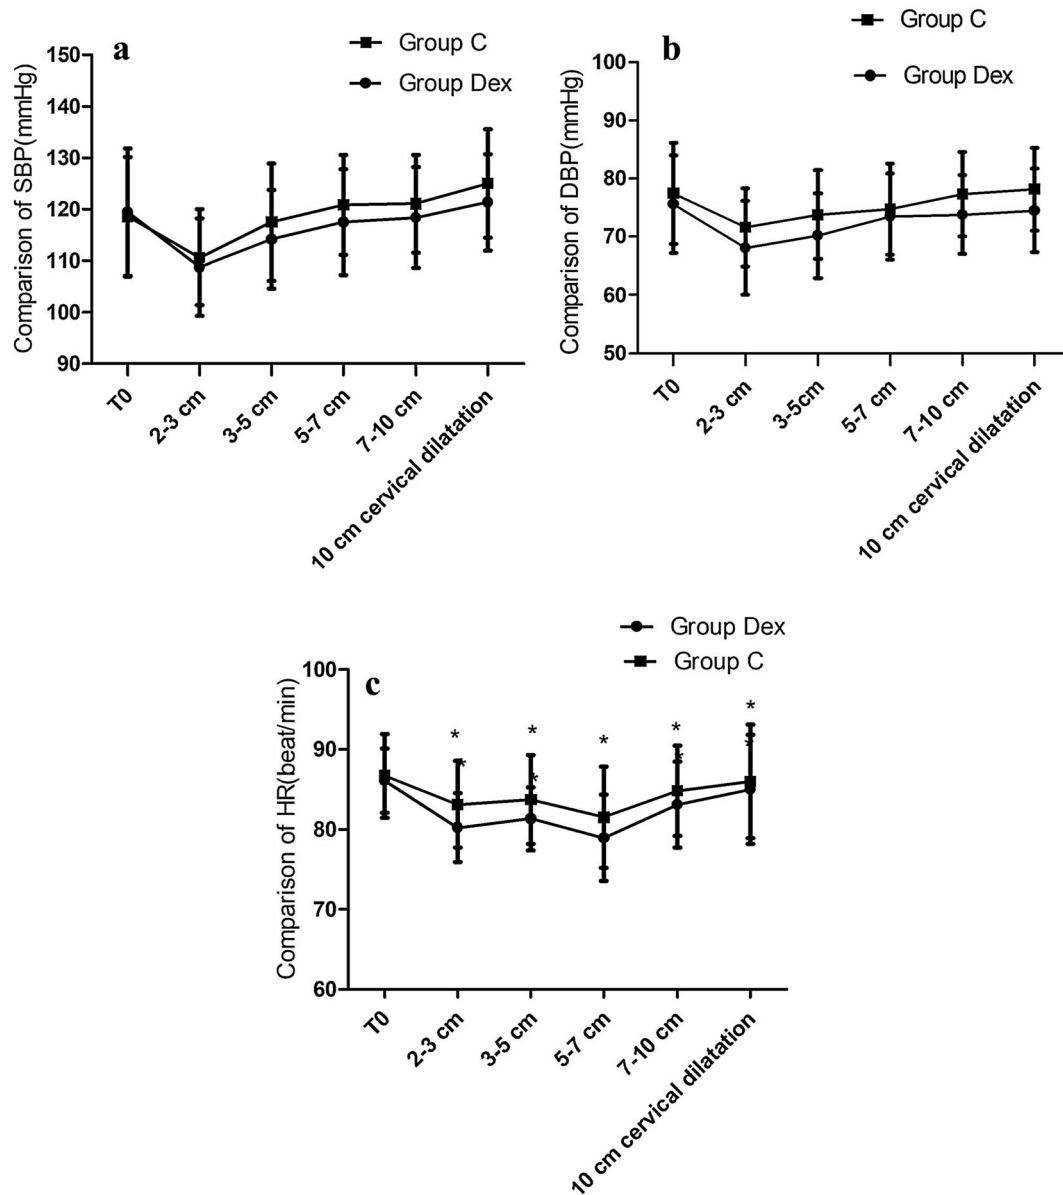 a
Group C
Group Dex
Comparison of SBP(mmHg)
150
140
130
120
110
100
90
T0
2-3 cm
3-5 cm
5-7 cm
7-10 cm
10 cm cervical dilatation
b
Group C
Group Dex
Comparison of DBP(mmHg)
100
90
80
70
60
50
T0
2-3 cm
3-5cm
5-7 cm
7-10 cm
10 cm cervical dilatation
Group Dex
Group C
c
Comparison of HR(beat/min)
100
90
80
70
60
* * * * *
* * * *
T0
2-3 cm
3-5 cm
5-7 cm
7-10 cm
10 cm cervical dilatation